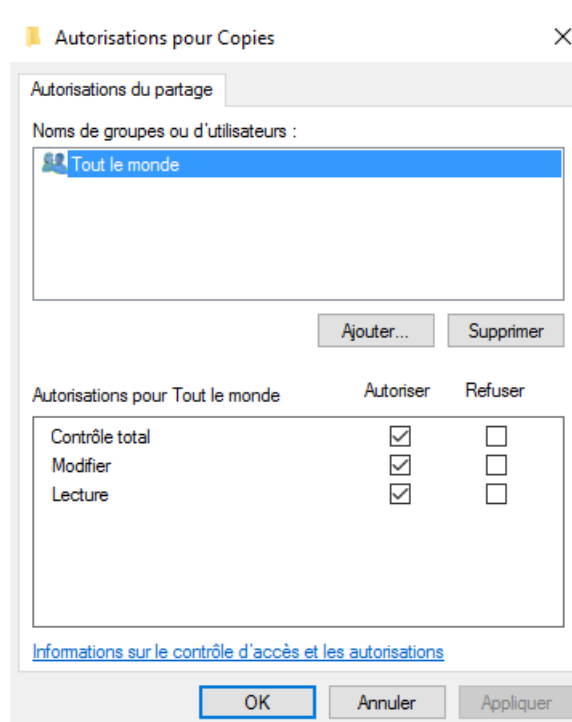 Autorisations pour Copies
Autorisations du partage
Noms de groupes ou d'utilisateurs :
Tout le monde
Ajouter... Supprimer
Autorisations pour Tout le monde Autoriser Refuser
Contrôle total
Modifier
Lecture
Informations sur le contrôle d'accès et les autorisations
OK Annuler Appliquer